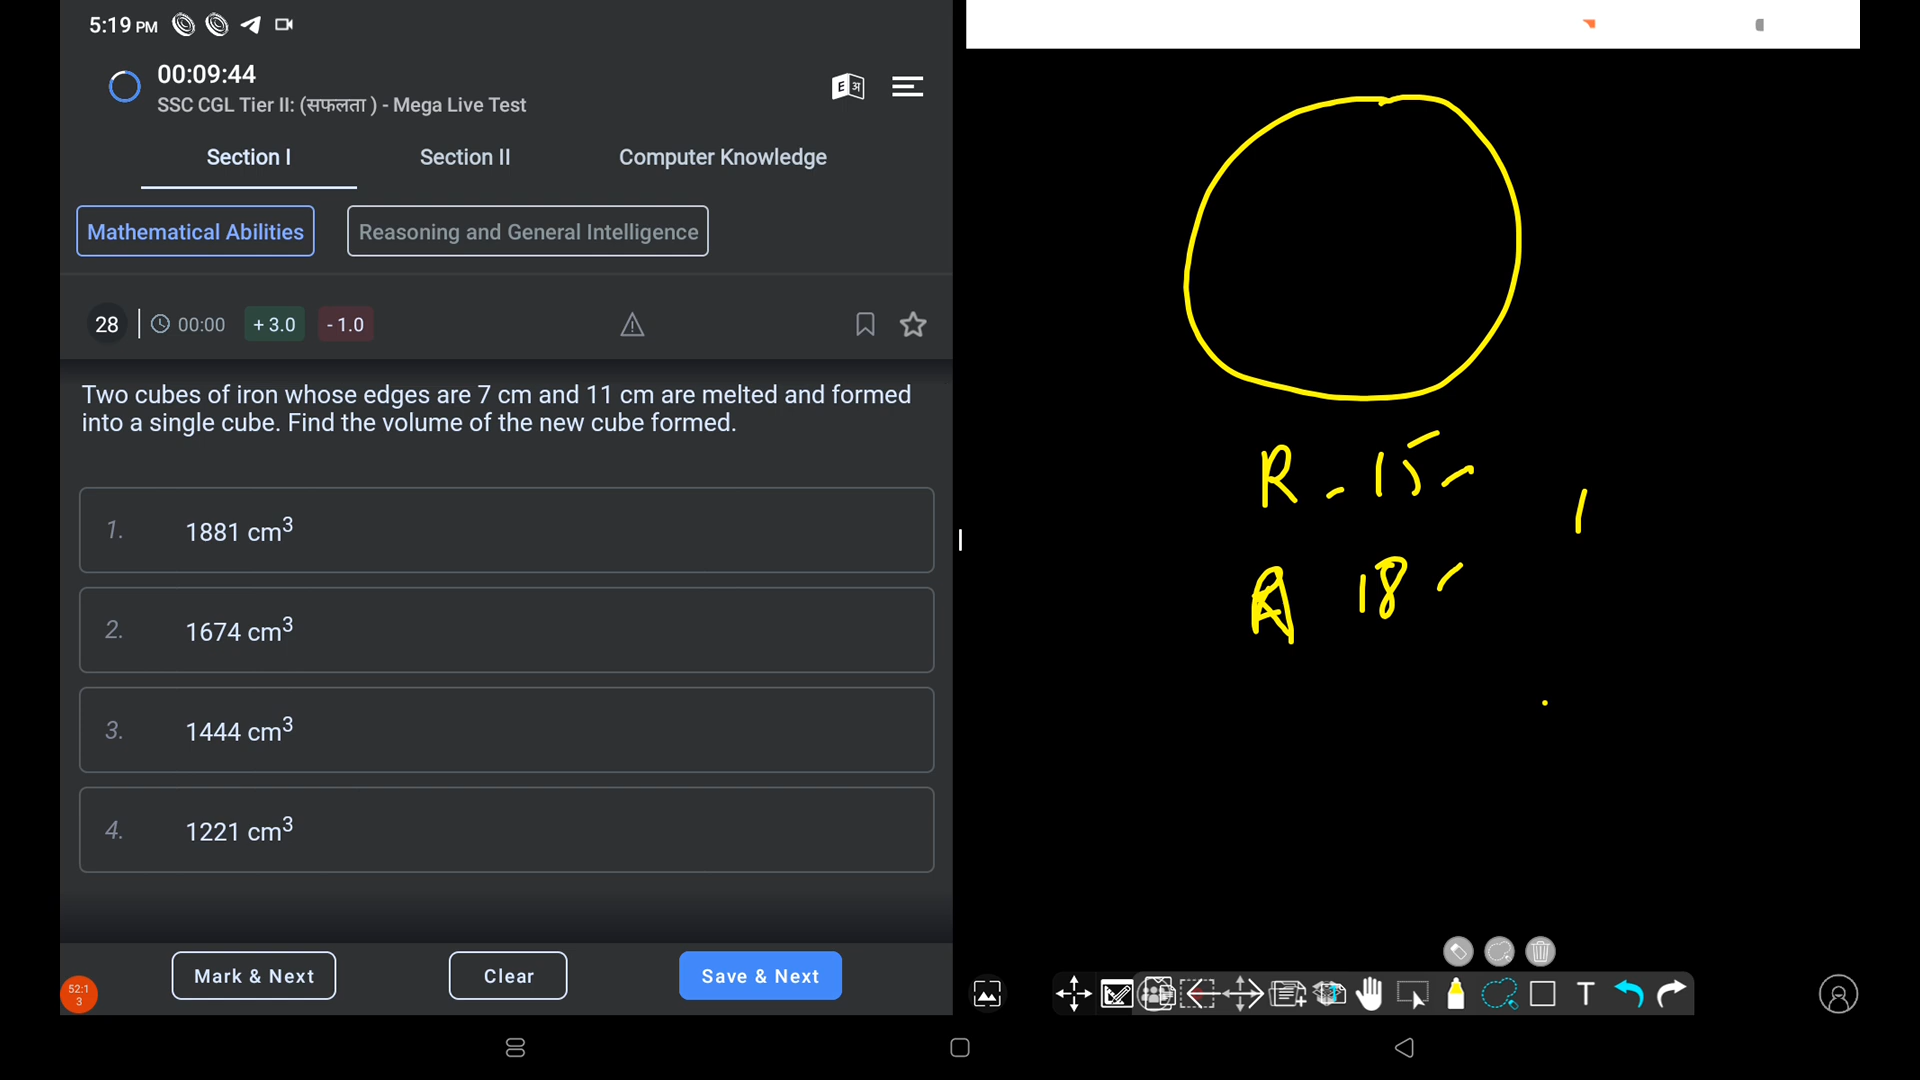 5:19 PM
00:09:44
SSC CGL Tier II: (सफलता ) - Mega Live Test
E अ
Section I
Section II
Computer Knowledge
Mathematical Abilities
Reasoning and General Intelligence
28
00:00
+ 3.0
- 1.0
Two cubes of iron whose edges are 7 cm and 11 cm are melted and formed
into a single cube. Find the volume of the new cube formed.
1. 1881 cm³
2. 1674 cm³
3. 1444 cm³
4. 1221 cm³
Mark & Next
Clear
Save & Next
52:1
3
R - 15 -
18
T